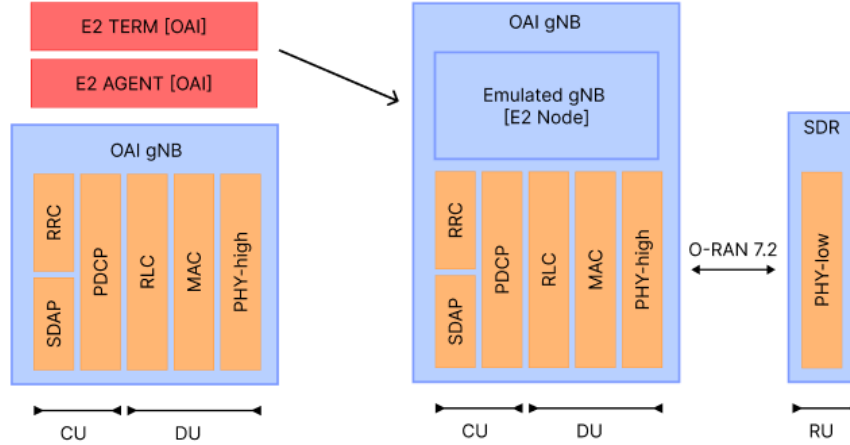 E2 TERM [OAI]
E2 AGENT [OAI]
OAI gNB
RRC
SDAP
PDCP
RLC
MAC
PHY-high
CU
DU
OAI gNB
Emulated gNB
[E2 Node]
RRC
SDAP
PDCP
RLC
MAC
PHY-high
CU
DU
O-RAN 7.2
SDR
PHY-low
RU